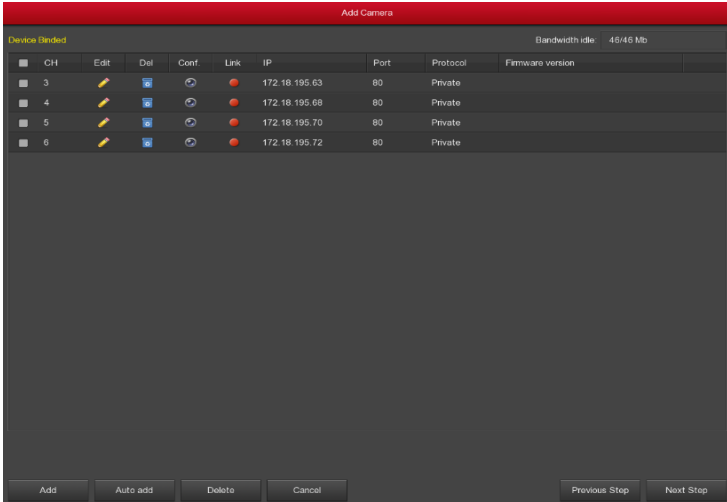 Add Camera
Device Binded Bandwidth idle: 46/46 Mb
CH Edit Del Conf. Link IP Port Protocol Firmware version
3 172.18.195.63 80 Private
4 172.18.195.68 80 Private
5 172.18.195.70 80 Private
6 172.18.195.72 80 Private
Add Auto add Delete Cancel Previous Step Next Step